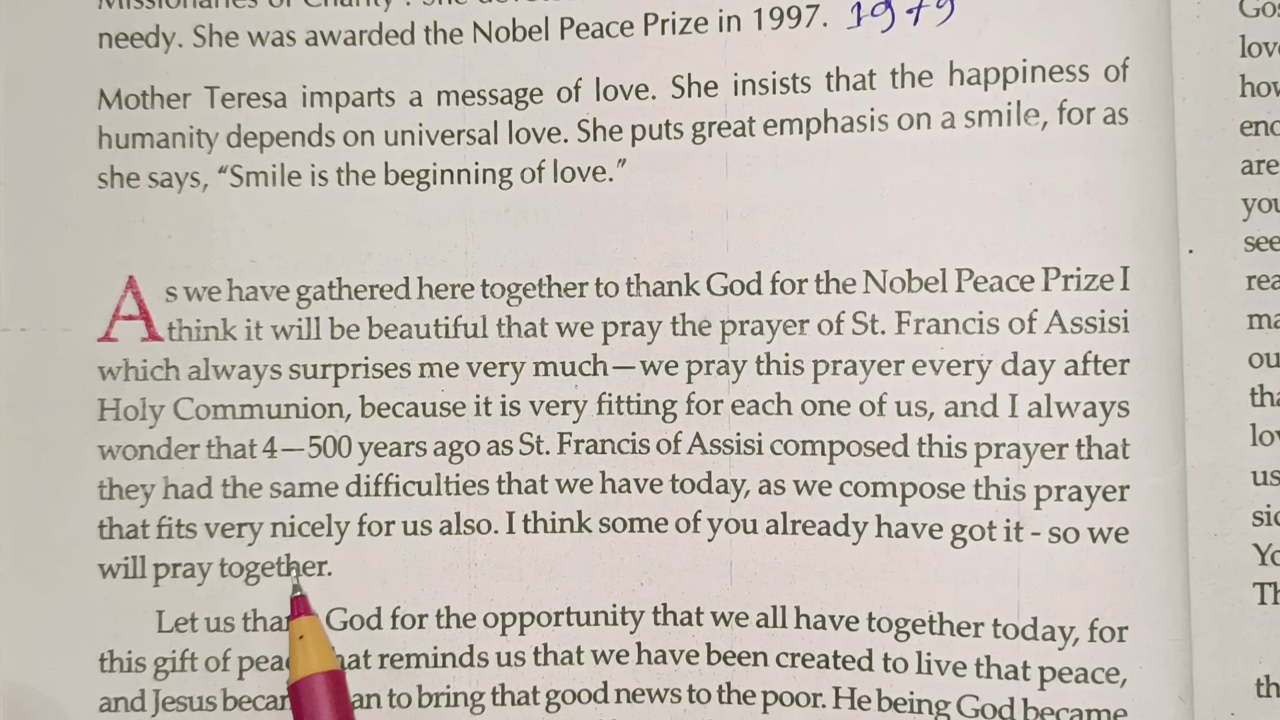 Missionaries of Charity". She
needy. She was awarded the Nobel Peace Prize in 1997. 1979
Mother Teresa imparts a message of love. She insists that the happiness of
humanity depends on universal love. She puts great emphasis on a smile, for as
she says, “Smile is the beginning of love.”
As we have gathered here together to thank God for the Nobel Peace Prize I
think it will be beautiful that we pray the prayer of St. Francis of Assisi
which always surprises me very much—we pray this prayer every day after
Holy Communion, because it is very fitting for each one of us, and I always
wonder that 4—500 years ago as St. Francis of Assisi composed this prayer that
they had the same difficulties that we have today, as we compose this prayer
that fits very nicely for us also. I think some of you already have got it - so we
will pray together.
Let us God for the opportunity that we all have together today, for
this gift of reminds us that we have been created to live that peace,
and Jesus to bring that good news to the poor. He being God became
see
are
us